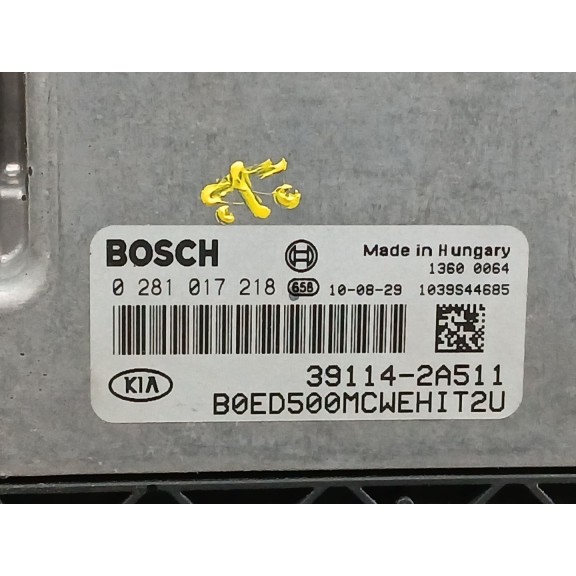 BOSCH
Made in Hungary
1360 0064
0 281 017 218 658 10-08-29 1039S44685
39114-2A511
KIA
B0ED500MCWEHIT2U